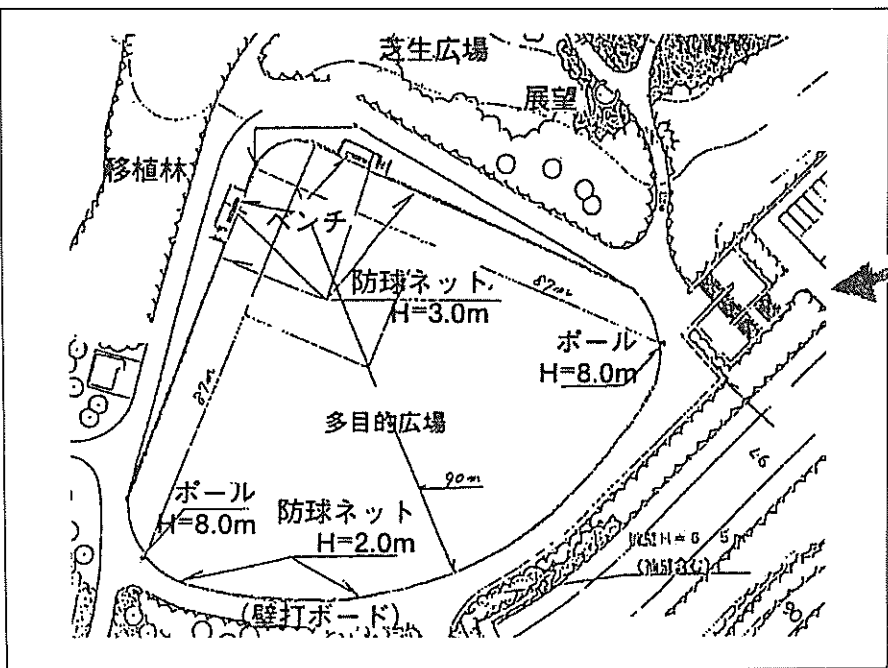 芝生広場
展望
移植林
ベンチ
防球ネット
H=3.0m
87m
ポール
H=8.0m
87m
多目的広場
90m
ポール
H=8.0m
防球ネット
H=2.0m
(壁打ボード)